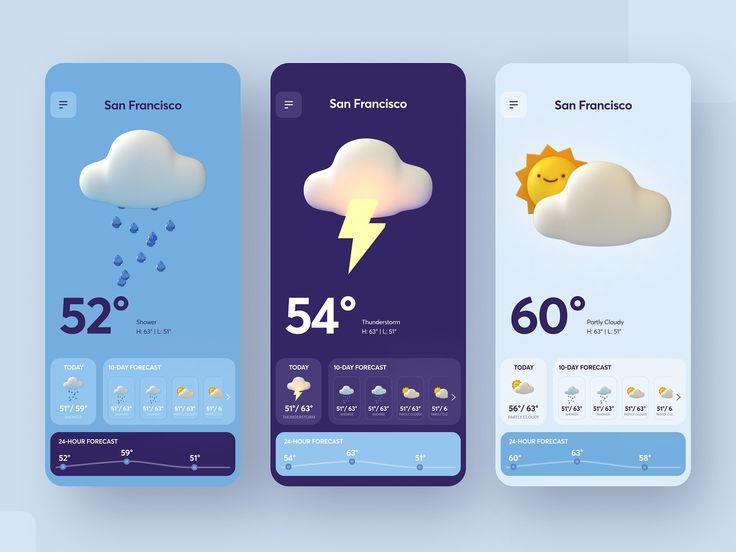 San Francisco
52°
Shower
H: 63° | L: 51°
TODAY
51°/ 59°
SHOWER
10-DAY FORECAST
51°/ 63°
SHOWER
51°/ 63°
SHOWER
51°/ 63°
PARTLY CLOUDY
51°/ 6
PARTLY CLO
24-HOUR FORECAST
52°
59°
51°
San Francisco
54°
Thunderstorm
H: 63° | L: 51°
TODAY
51°/ 63°
THUNDERSTORM
10-DAY FORECAST
51°/ 63°
SHOWER
51°/ 63°
SHOWER
51°/ 63°
PARTLY CLOUDY
51°/ 6
PARTLY CLO
24-HOUR FORECAST
54°
63°
51°
San Francisco
60°
Partly Cloudy
H: 63° | L: 51°
TODAY
56°/ 63°
PARTLY CLOUDY
10-DAY FORECAST
51°/ 63°
SHOWER
51°/ 63°
SHOWER
51°/ 63°
PARTLY CLOUDY
51°/ 6
PARTLY CLO
24-HOUR FORECAST
60°
63°
58°